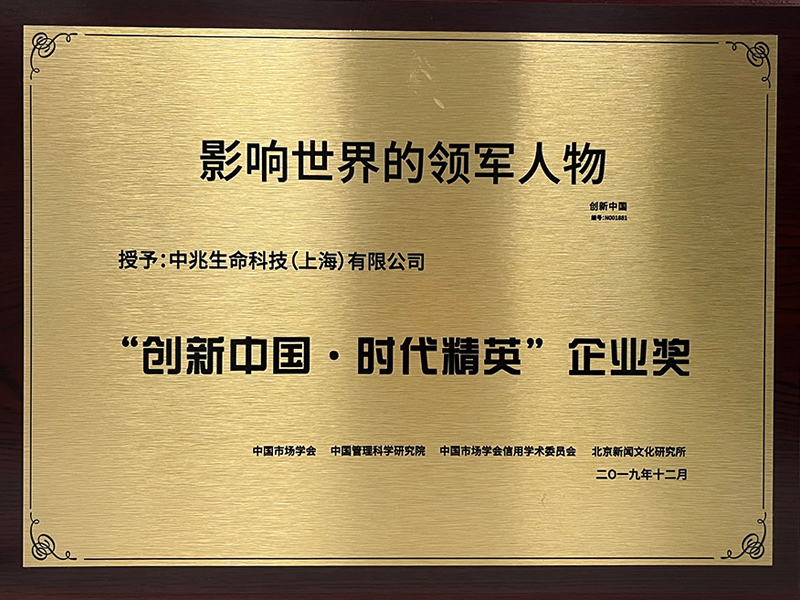 影响世界的领军人物
创新中国
编号:N001881
授予:中兆生命科技(上海)有限公司
“创新中国·时代精英”企业奖
中国市场学会 中国管理科学研究院 中国市场学会信用学术委员会 北京新闻文化研究所
二〇一九年十二月